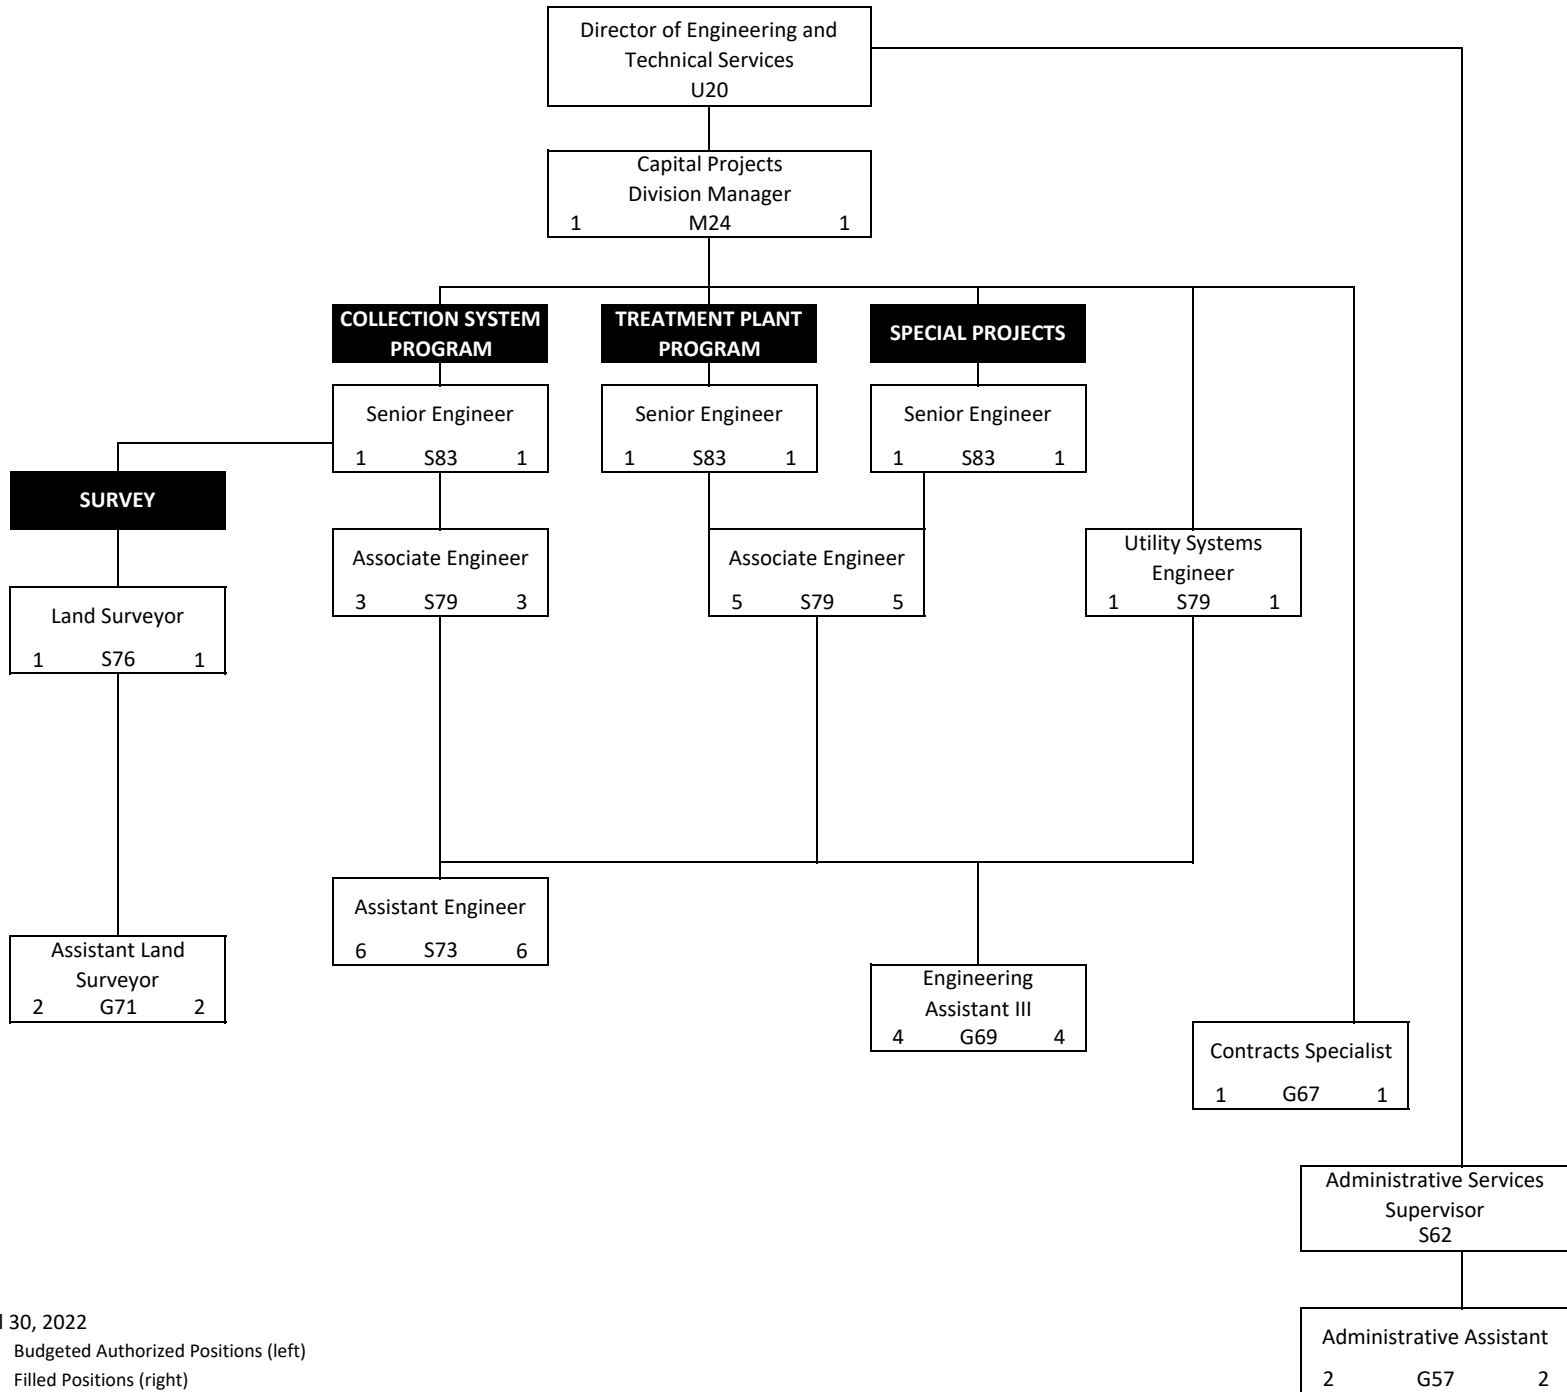 Director of Engineering and
Technical Services
U20
Capital Projects
Division Manager
1 M24 1
COLLECTION SYSTEM
PROGRAM
TREATMENT PLANT
PROGRAM
SPECIAL PROJECTS
Senior Engineer
1 S83 1
Senior Engineer
1 S83 1
Senior Engineer
1 S83 1
SURVEY
Associate Engineer
3 S79 3
Associate Engineer
5 S79 5
Utility Systems
Engineer
1 S79 1
Land Surveyor
1 S76 1
Assistant Engineer
6 S73 6
Assistant Land
Surveyor
2 G71 2
Engineering
Assistant III
4 G69 4
Contracts Specialist
1 G67 1
Administrative Services
Supervisor
S62
Administrative Assistant
2 G57 2
30, 2022
Budgeted Authorized Positions (left)
Filled Positions (right)